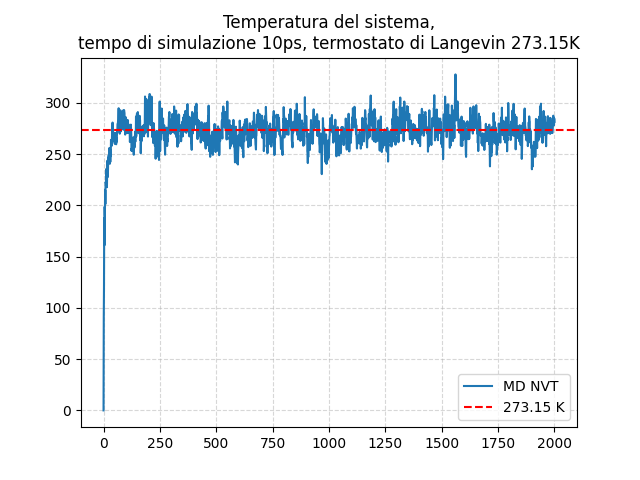 Temperatura del sistema,
tempo di simulazione 10ps, termostato di Langevin 273.15K
300
250
200
150
100
50
0
MD NVT
273.15 K
0 250 500 750 1000 1250 1500 1750 2000